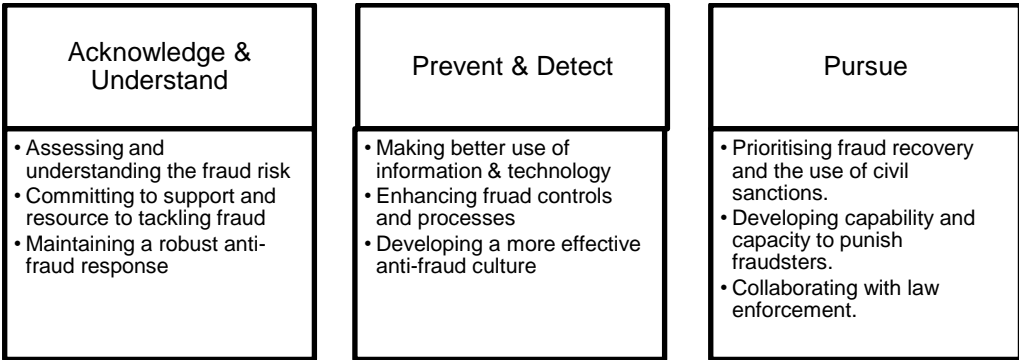 Acknowledge &
Understand
• Assessing and
understanding the fraud risk
• Committing to support and
resource to tackling fraud
• Maintaining a robust anti-
fraud response
Prevent & Detect
• Making better use of
information & technology
• Enhancing fruad controls
and processes
• Developing a more effective
anti-fraud culture
Pursue
• Prioritising fraud recovery
and the use of civil
sanctions.
• Developing capability and
capacity to punish
fraudsters.
• Collaborating with law
enforcement.